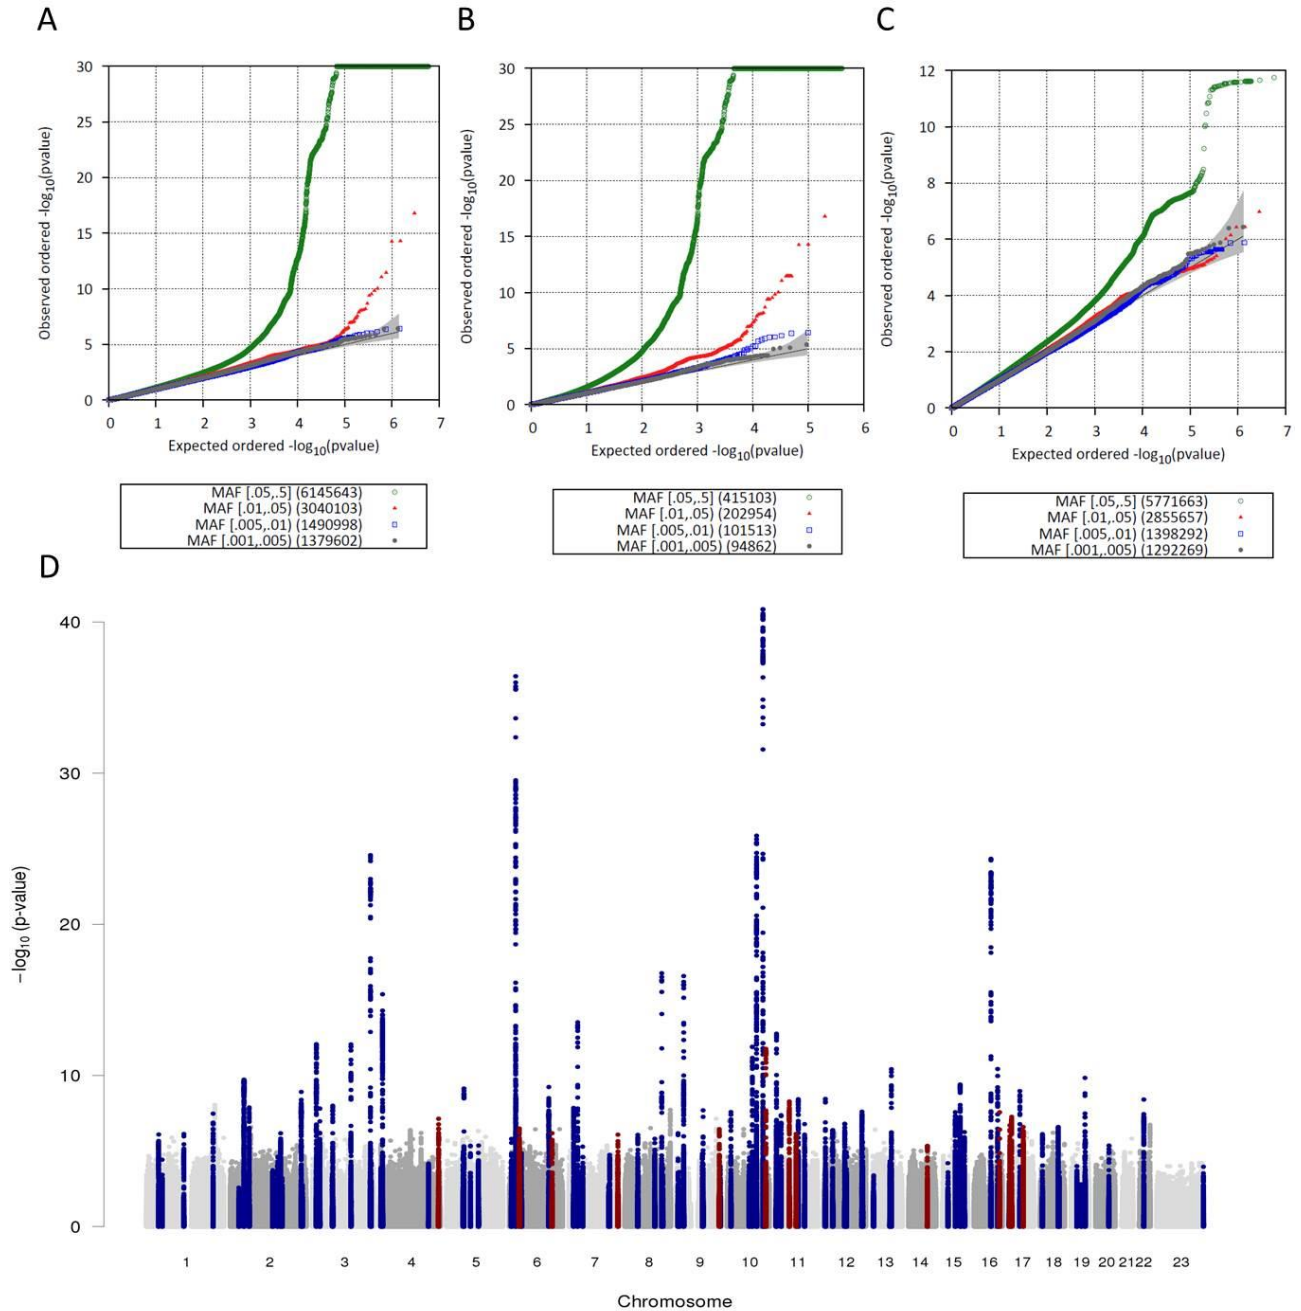 A
B
C
30
25
20
15
10
5
0
0 1 2 3 4 5 6 7
Observed ordered -log10(pvalue)
Expected ordered -log10(pvalue)
MAF [.05,.5] (6145643)
MAF [.01,.05) (3040103)
MAF [.005,.01) (1490998)
MAF [.001,.005) (1379602)
30
25
20
15
10
5
0
0 1 2 3 4 5 6
Observed ordered -log10(pvalue)
Expected ordered -log10(pvalue)
MAF [.05,.5] (415103)
MAF [.01,.05) (202954)
MAF [.005,.01) (101513)
MAF [.001,.005) (94862)
12
10
8
6
4
2
0
0 1 2 3 4 5 6 7
Observed ordered -log10(pvalue)
Expected ordered -log10(pvalue)
MAF [.05,.5] (5771663)
MAF [.01,.05) (2855657)
MAF [.005,.01) (1398292)
MAF [.001,.005) (1292269)
D
40
30
20
10
0
−log10 (p-value)
1 2 3 4 5 6 7 8 9 10 11 12 13 14 15 16 17 18 19 20 21 22 23
Chromosome